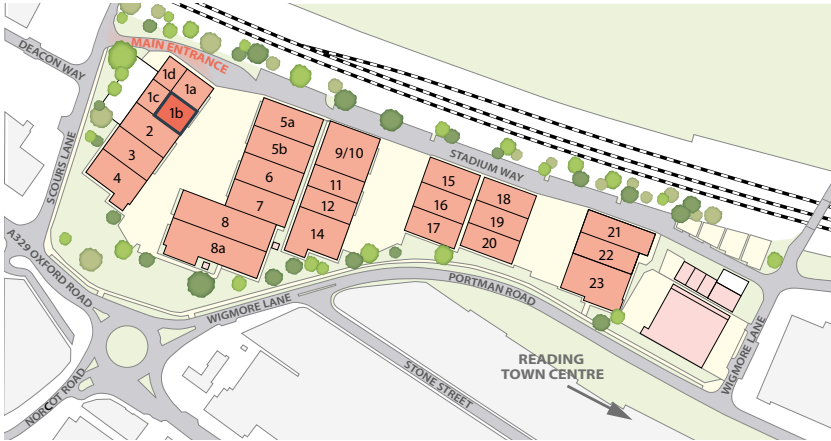 MAIN ENTRANCE
DEACON WAY
1d
1a
1c
1b
2
3
4
SCOURS LANE
5a
5b
6
7
8
8a
9/10
11
12
14
STADIUM WAY
15
16
17
18
19
20
21
22
23
A329 OXFORD ROAD
WIGMORE LANE
PORTMAN ROAD
WIGMORE LANE
NORCOT ROAD
STONE STREET
READING
TOWN CENTRE